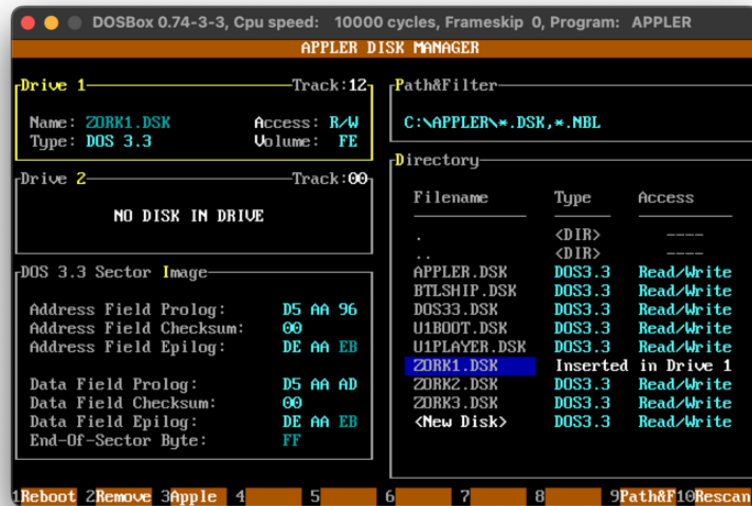 DOSBox 0.74-3-3, Cpu speed: 10000 cycles, Frameskip 0, Program: APPLER
APPLER DISK MANAGER
Drive 1 Track:12
Name: ZORK1.DSK Access: R/W
Type: DOS 3.3 Volume: FE
Drive 2 Track:00
NO DISK IN DRIVE
DOS 3.3 Sector Image
Address Field Prolog: D5 AA 96
Address Field Checksum: 00
Address Field Epilog: DE AA EB
Data Field Prolog: D5 AA AD
Data Field Checksum: 00
Data Field Epilog: DE AA EB
End-Of-Sector Byte: FF
Path&Filter
C:\APPLER\*.DSK,*.NBL
Directory
Filename Type Access
. <DIR> ----
.. <DIR> ----
APPLER.DSK DOS3.3 Read/Write
BTLSHIP.DSK DOS3.3 Read/Write
DOS33.DSK DOS3.3 Read/Write
U1BOOT.DSK DOS3.3 Read/Write
U1PLAYER.DSK DOS3.3 Read/Write
ZORK1.DSK Inserted in Drive 1
ZORK2.DSK DOS3.3 Read/Write
ZORK3.DSK DOS3.3 Read/Write
<New Disk> DOS3.3 Read/Write
1Reboot 2Remove 3Apple 4 5 6 7 8 9Path&F10Rescan